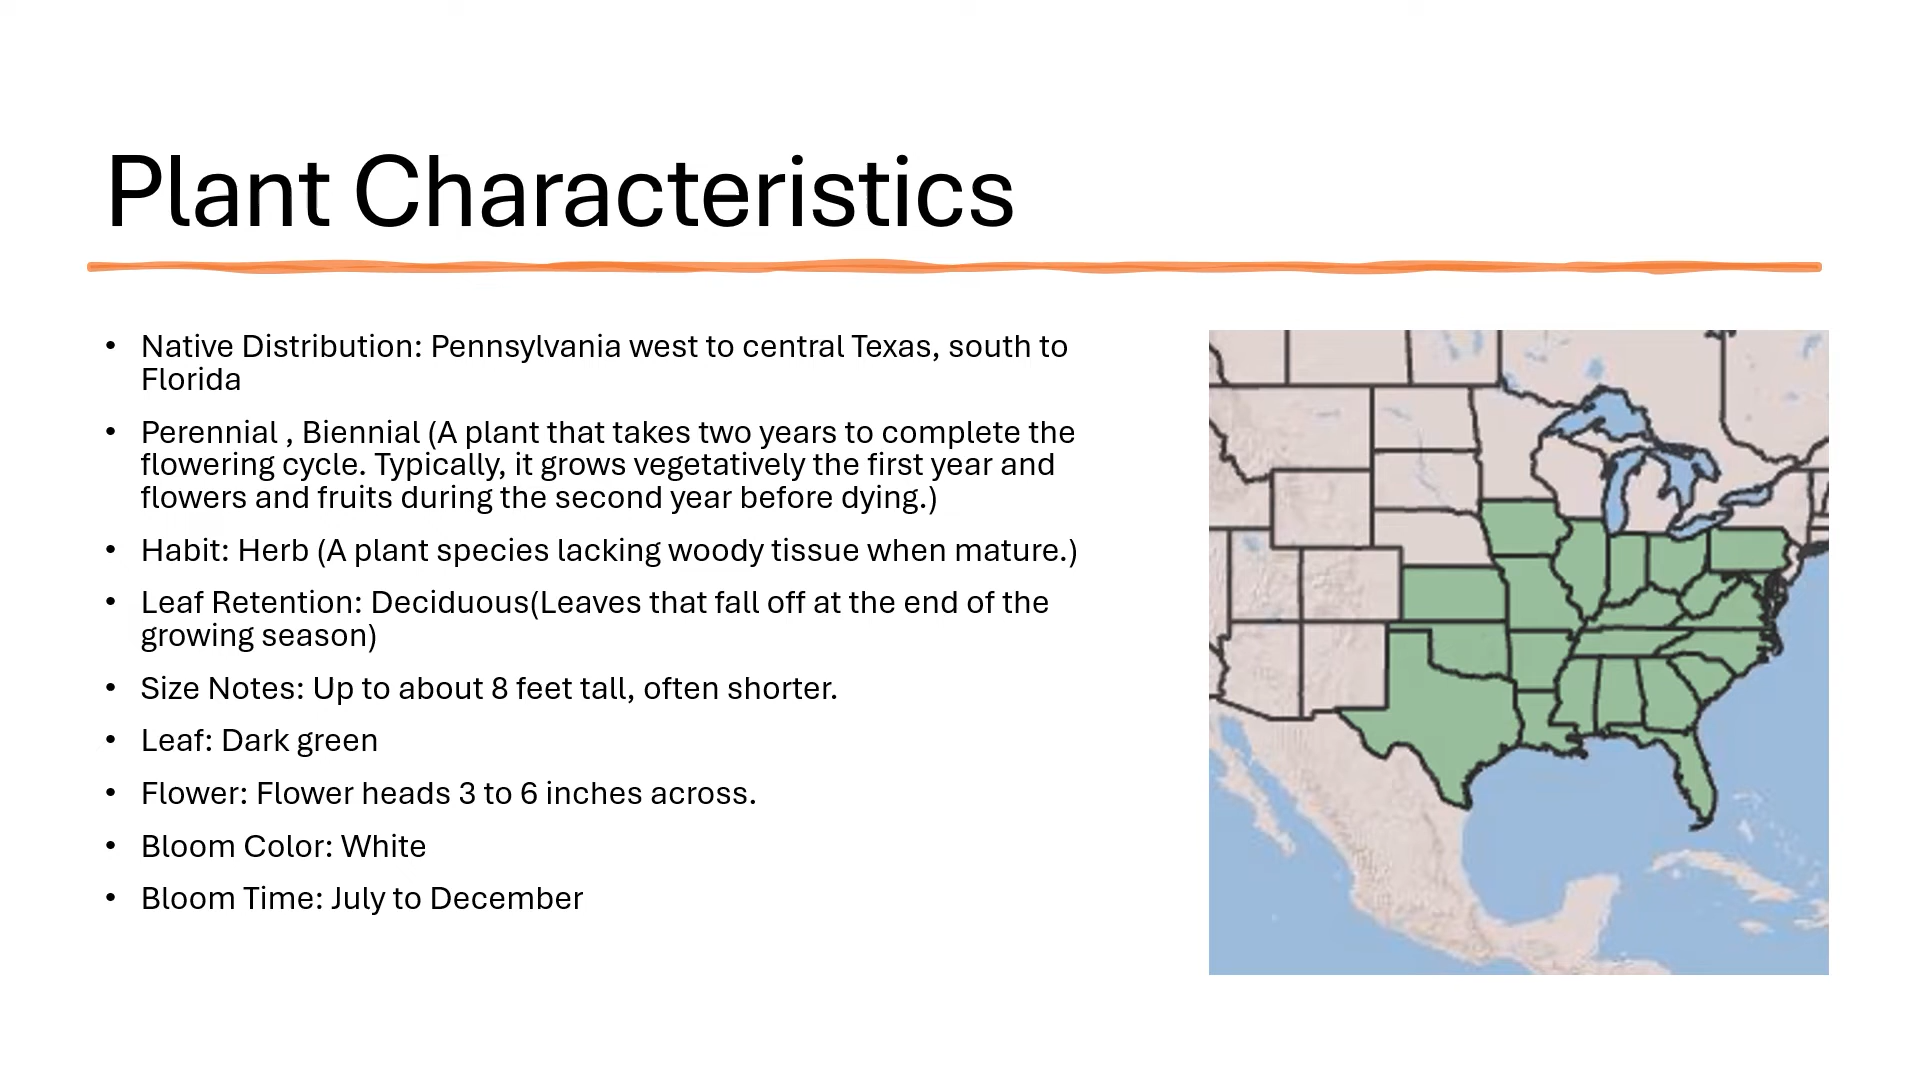 Plant Characteristics
• Native Distribution: Pennsylvania west to central Texas, south to
Florida
• Perennial , Biennial (A plant that takes two years to complete the
flowering cycle. Typically, it grows vegetatively the first year and
flowers and fruits during the second year before dying.)
• Habit: Herb (A plant species lacking woody tissue when mature.)
• Leaf Retention: Deciduous(Leaves that fall off at the end of the
growing season)
• Size Notes: Up to about 8 feet tall, often shorter.
• Leaf: Dark green
• Flower: Flower heads 3 to 6 inches across.
• Bloom Color: White
• Bloom Time: July to December